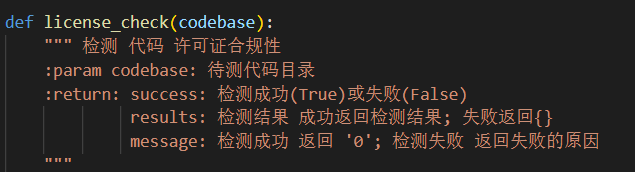 def license_check(codebase):
""" 检测 代码 许可证合规性
:param codebase: 待测代码目录
:return: success: 检测成功(True)或失败(False)
results: 检测结果 成功返回检测结果; 失败返回{}
message: 检测成功 返回 '0'; 检测失败 返回失败的原因
"""